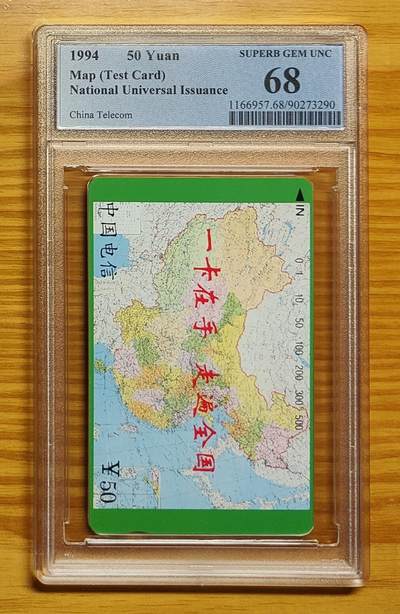 1994 50 Yuan
Map (Test Card)
National Universal Issuance
China Telecom
SUPERB GEM UNC
68
1166957.68/90273290
中国电信
一卡在手 走遍全国
¥50
IN
0 1 10 50 100 200 300 500